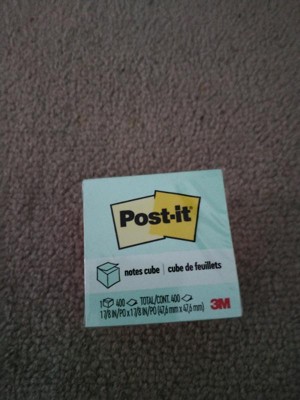 Post-it®
notes cube | cube de feuillets
1 400 TOTAL/CONT. 400
1 7/8 IN/PO x 1 7/8 IN/PO (47,6 mm x 47,6 mm)
3M